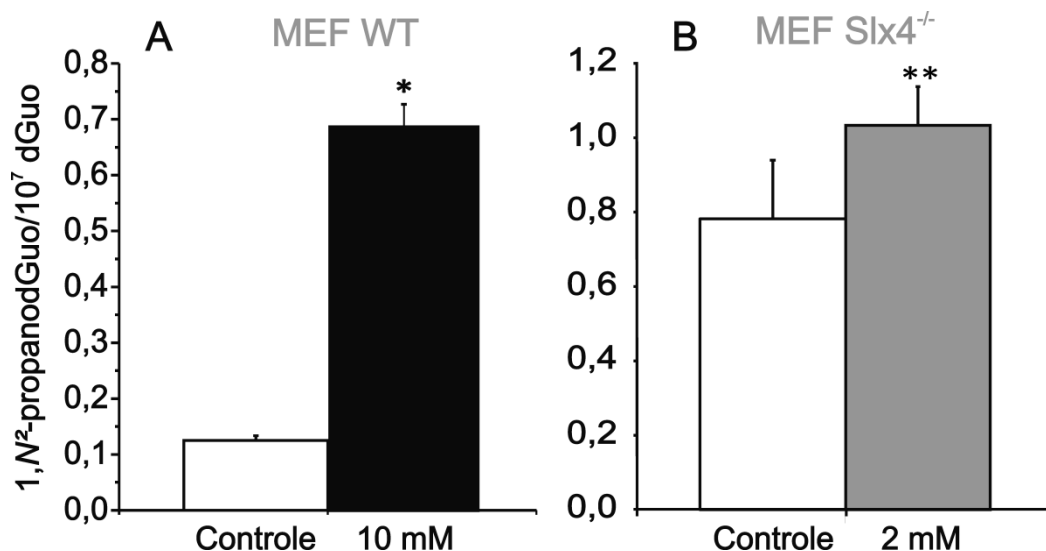 A
MEF WT
1,N²-propanodGuo/10⁷ dGuo
0,8
0,7
0,6
0,5
0,4
0,3
0,2
0,1
0,0
*
Controle
10 mM
B
MEF Slx4⁻/⁻
1,2
1,0
0,8
0,6
0,4
0,2
0,0
**
Controle
2 mM